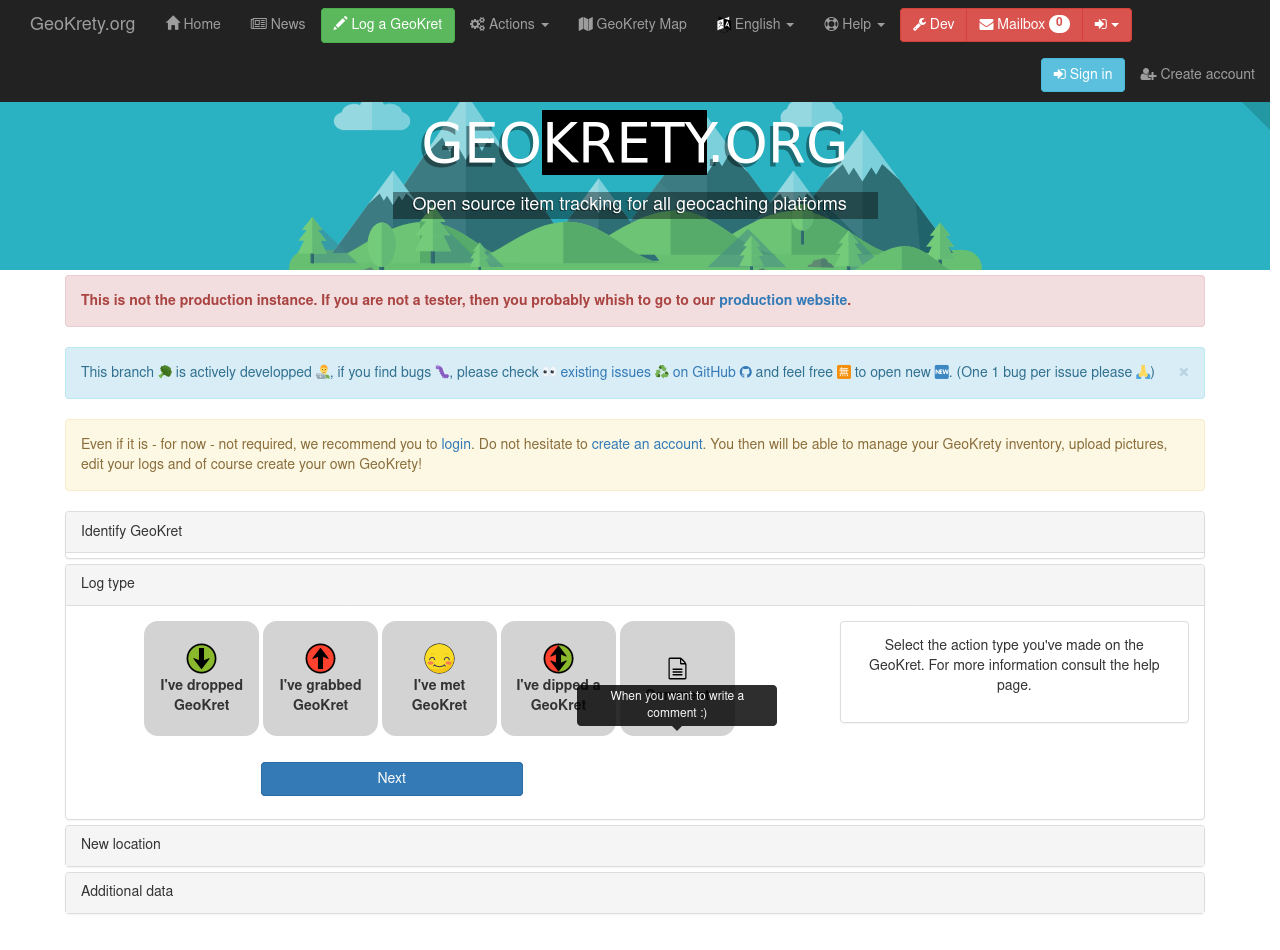 GeoKrety.org Home News Log a GeoKret Actions GeoKrety Map English Help Dev Mailbox 0
Sign in Create account
GEOKRETY.ORG
Open source item tracking for all geocaching platforms
This is not the production instance. If you are not a tester, then you probably whish to go to our production website.
This branch 🌳 is actively developped 👨‍🔬, if you find bugs 🐛, please check 👀 existing issues ♻ on GitHub and feel free 🈚 to open new 🆕. (One 1 bug per issue please 🙏) ×
Even if it is - for now - not required, we recommend you to login. Do not hesitate to create an account. You then will be able to manage your GeoKrety inventory, upload pictures,
edit your logs and of course create your own GeoKrety!
Identify GeoKret
Log type
I've dropped
GeoKret
I've grabbed
GeoKret
I've met
GeoKret
I've dipped a
GeoKret
When you want to write a
comment :)
Select the action type you've made on the
GeoKret. For more information consult the help
page.
Next
New location
Additional data